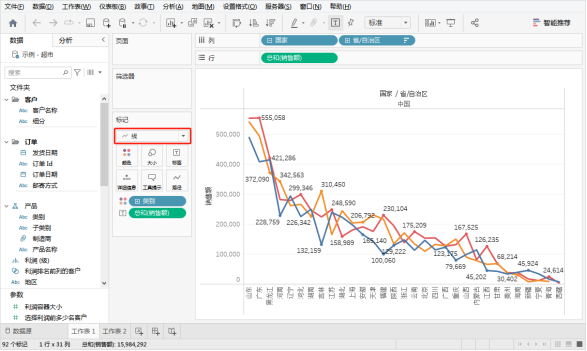 文件(F) 数据(D) 工作表(W) 仪表板(B) 故事(T) 分析(A) 地图(M) 设置格式(O) 服务器(S) 窗口(N) 帮助(H)
标准 智能推荐
数据 分析
示例 - 超市
搜索
文件夹
客户
Abc 客户名称
Abc 细分
订单
发货日期
Abc 订单 Id
订单日期
Abc 邮寄方式
产品
Abc 类别
Abc 子类别
制造商
Abc 产品名称
利润 (级)
利润排名前列的客户
Abc 地区
参数
利润容器大小
选择利润前多少名客户
页面
筛选器
标记
线
颜色 大小 标签
详细信息 工具提示 路径
类别
总和(销售额)
列 国家 省/自治区
行 总和(销售额)
国家 / 省/自治区
中国
销售额
500,000
400,000
300,000
200,000
100,000
0
555,058
421,286
372,090
342,563
299,346
310,450
248,590
228,759
226,342
206,792
230,104
132,159
158,989
165,140
100,060
175,209
123,175
167,525
79,669
126,235
45,202
68,214
30,402
45,924
24,614
山东 广东 黑龙江 河南 辽宁 河北 湖南 吉林 江苏 湖北 上海 安徽 天津 福建 陕西 浙江 云南 北京 四川 广西 重庆 山西 内蒙古 江西 甘肃 贵州 海南 新疆 宁夏 青海 西藏
数据源 工作表 1 工作表 2
92 个标记 1 行 x 31 列 总和(销售额): 15,984,292